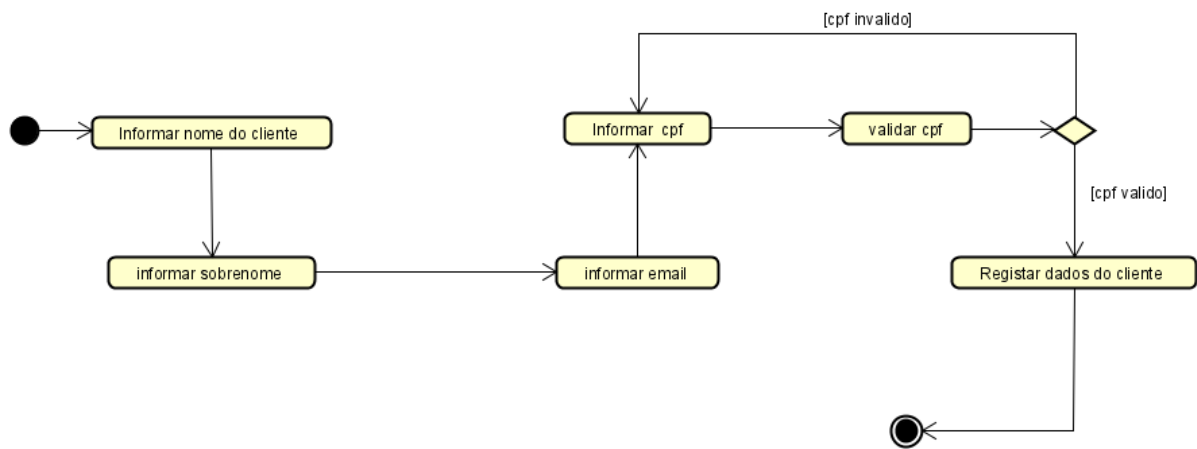 [cpf invalido]
Informar nome do cliente
Informar cpf
validar cpf
[cpf valido]
informar sobrenome
informar email
Registar dados do cliente